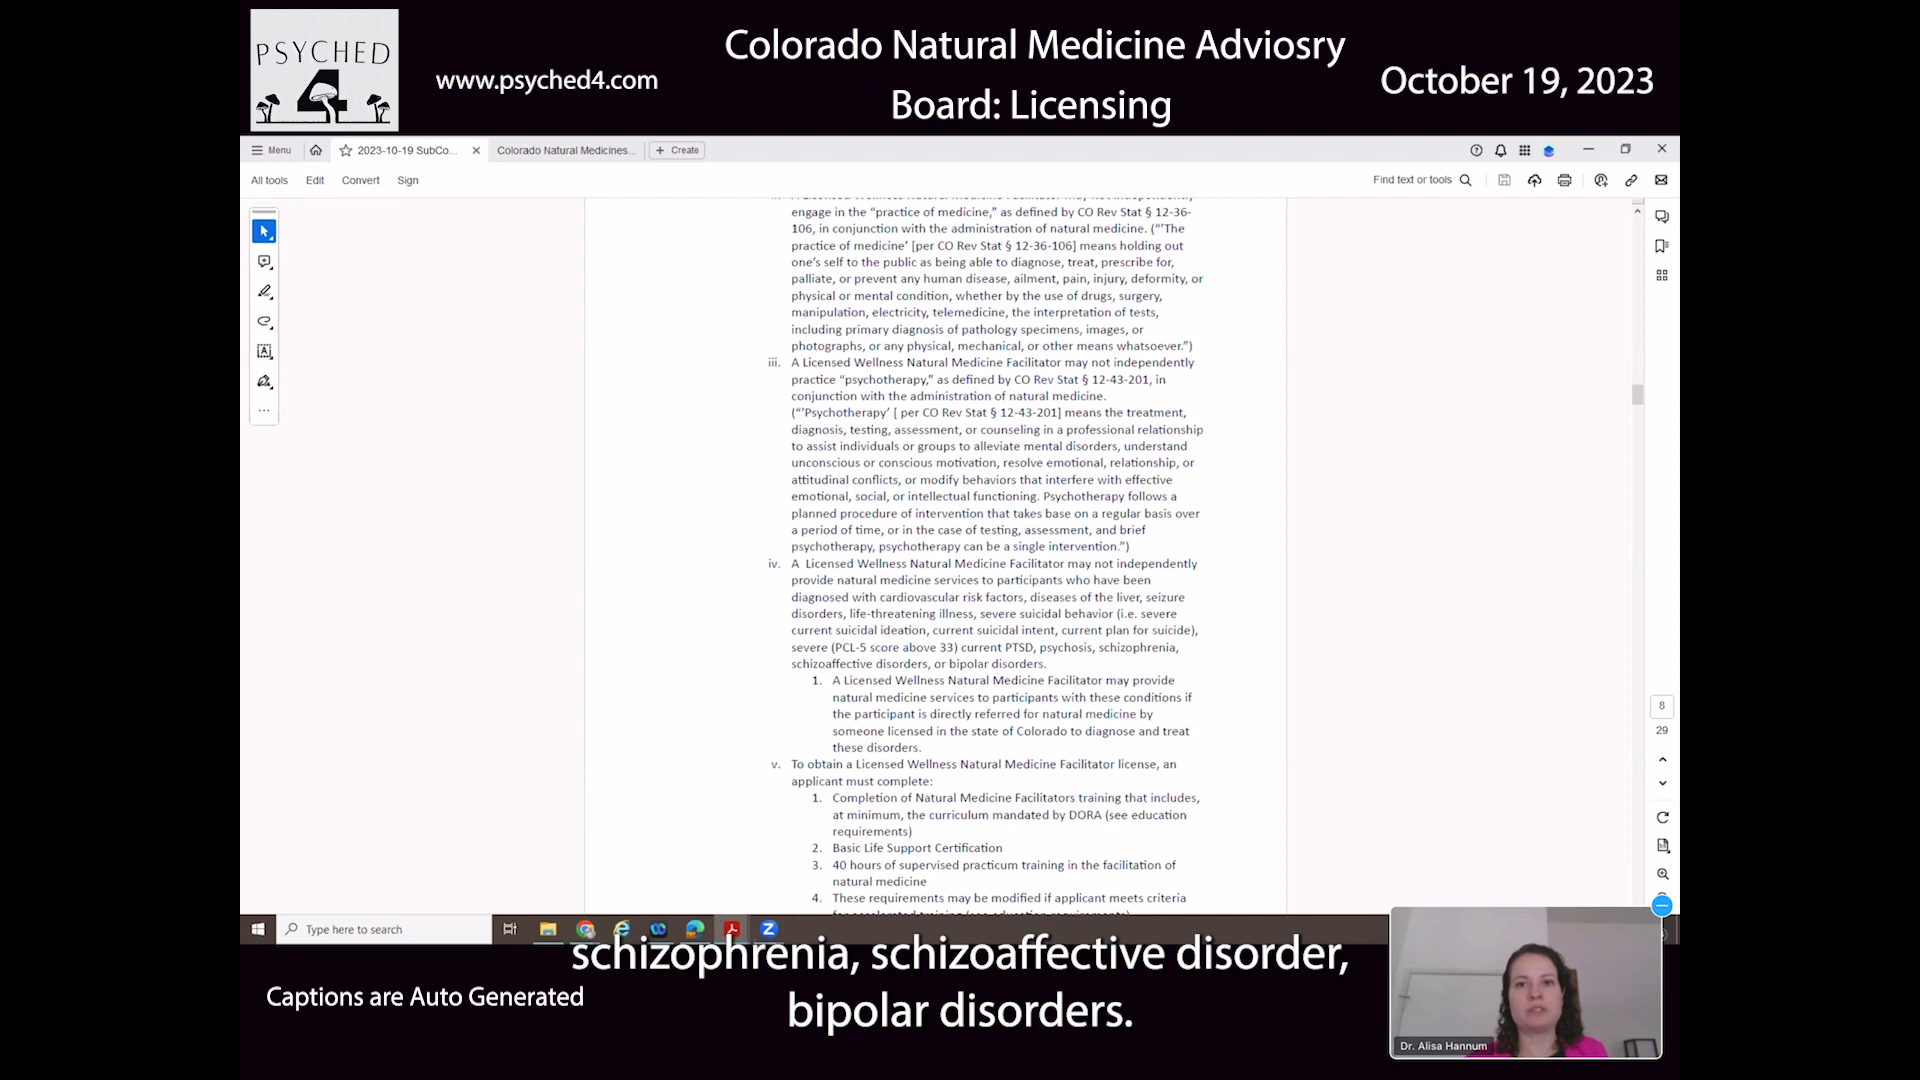 PSYCHED
4
www.psyched4.com
Colorado Natural Medicine Adviosry
Board: Licensing
October 19, 2023
Menu
2023-10-19 SubCo...
Colorado Natural Medicines...
+ Create
All tools
Edit
Convert
Sign
Find text or tools
engage in the “practice of medicine,” as defined by CO Rev Stat § 12-36-
106, in conjunction with the administration of natural medicine. (“‘The
practice of medicine’ [per CO Rev Stat § 12-36-106] means holding out
one’s self to the public as being able to diagnose, treat, prescribe for,
palliate, or prevent any human disease, ailment, pain, injury, deformity, or
physical or mental condition, whether by the use of drugs, surgery,
manipulation, electricity, telemedicine, the interpretation of tests,
including primary diagnosis of pathology specimens, images, or
photographs, or any physical, mechanical, or other means whatsoever.”)
iii. A Licensed Wellness Natural Medicine Facilitator may not independently
practice “psychotherapy,” as defined by CO Rev Stat § 12-43-201, in
conjunction with the administration of natural medicine.
(“‘Psychotherapy’ [ per CO Rev Stat § 12-43-201] means the treatment,
diagnosis, testing, assessment, or counseling in a professional relationship
to assist individuals or groups to alleviate mental disorders, understand
unconscious or conscious motivation, resolve emotional, relationship, or
attitudinal conflicts, or modify behaviors that interfere with effective
emotional, social, or intellectual functioning. Psychotherapy follows a
planned procedure of intervention that takes base on a regular basis over
a period of time, or in the case of testing, assessment, and brief
psychotherapy, psychotherapy can be a single intervention.”)
iv. A Licensed Wellness Natural Medicine Facilitator may not independently
provide natural medicine services to participants who have been
diagnosed with cardiovascular risk factors, diseases of the liver, seizure
disorders, life-threatening illness, severe suicidal behavior (i.e. severe
current suicidal ideation, current suicidal intent, current plan for suicide),
severe (PCL-5 score above 33) current PTSD, psychosis, schizophrenia,
schizoaffective disorders, or bipolar disorders.
1. A Licensed Wellness Natural Medicine Facilitator may provide
natural medicine services to participants with these conditions if
the participant is directly referred for natural medicine by
someone licensed in the state of Colorado to diagnose and treat
these disorders.
v. To obtain a Licensed Wellness Natural Medicine Facilitator license, an
applicant must complete:
1. Completion of Natural Medicine Facilitators training that includes,
at minimum, the curriculum mandated by DORA (see education
requirements)
2. Basic Life Support Certification
3. 40 hours of supervised practicum training in the facilitation of
natural medicine
4. These requirements may be modified if applicant meets criteria
8
29
Type here to search
schizophrenia, schizoaffective disorder,
bipolar disorders.
Captions are Auto Generated
Dr. Alisa Hannum